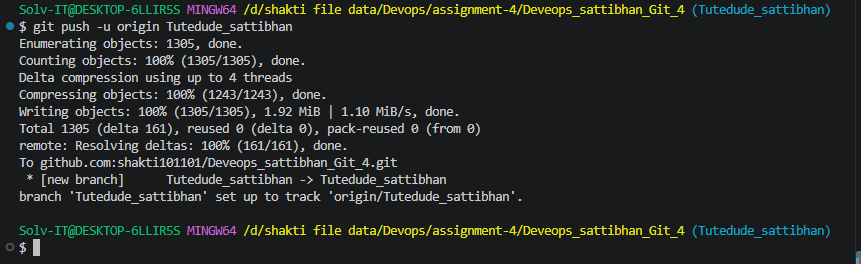 Solv-IT@DESKTOP-6LLIR5S MINGW64 /d/shakti file data/Devops/assignment-4/Deveops_sattibhan_Git_4 (Tutedude_sattibhan)
$ git push -u origin Tutedude_sattibhan
Enumerating objects: 1305, done.
Counting objects: 100% (1305/1305), done.
Delta compression using up to 4 threads
Compressing objects: 100% (1243/1243), done.
Writing objects: 100% (1305/1305), 1.92 MiB | 1.10 MiB/s, done.
Total 1305 (delta 161), reused 0 (delta 0), pack-reused 0 (from 0)
remote: Resolving deltas: 100% (161/161), done.
To github.com:shakti101101/Deveops_sattibhan_Git_4.git
 * [new branch]      Tutedude_sattibhan -> Tutedude_sattibhan
branch 'Tutedude_sattibhan' set up to track 'origin/Tutedude_sattibhan'.
Solv-IT@DESKTOP-6LLIR5S MINGW64 /d/shakti file data/Devops/assignment-4/Deveops_sattibhan_Git_4 (Tutedude_sattibhan)
$